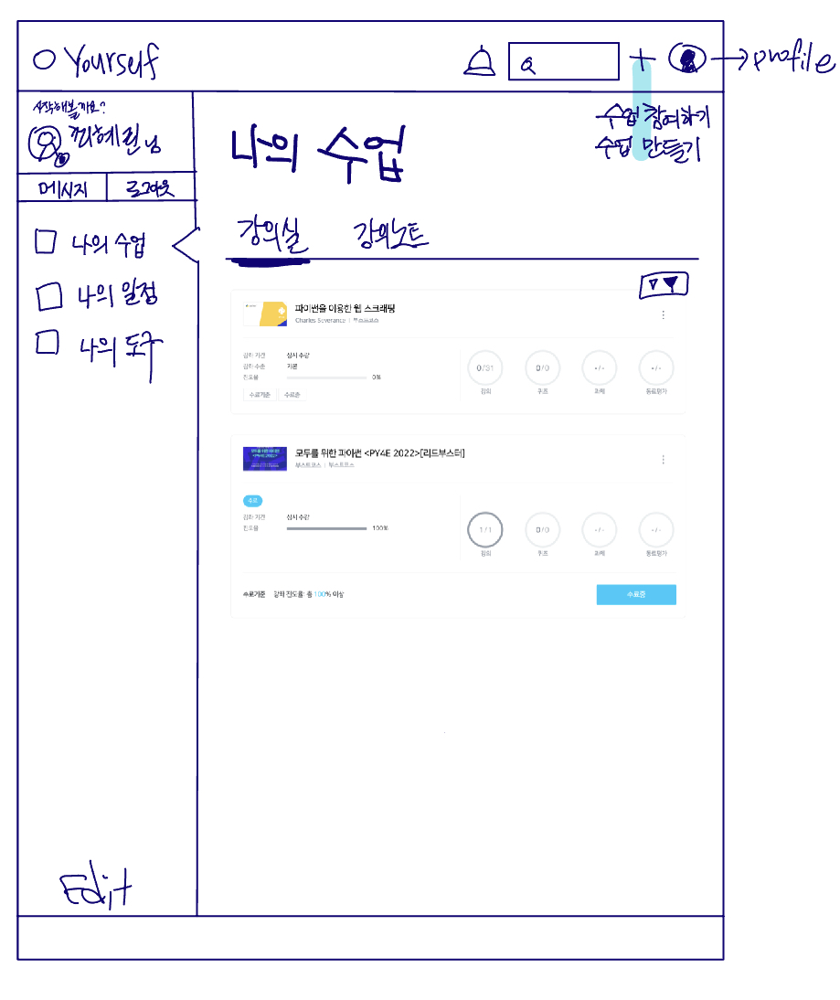 Yourself
→ profile
시작해볼까요?
피혜린님
메시지
로그아웃
나의 수업
나의 일정
나의 도구
Edit
수업 참여하기
수업 만들기
나의 수업
강의실
강의노트
파이썬을 이용한 웹 스크래핑
Charles Severance | 부스트코스
강좌 기간 상시 수강
강좌 수준 기본
진도율 0%
수료기준 수료증
0/31 0/0 -/- -/-
강의 퀴즈 과제 동료평가
모두를 위한 파이썬 <PY4E 2022>[리드부스터]
부스트코스 | 부스트코스
수료
강좌 기간 상시 수강
진도율 100%
1/1 0/0 -/- -/-
강의 퀴즈 과제 동료평가
수료기준 강좌 진도율: 총 100% 이상
수료증